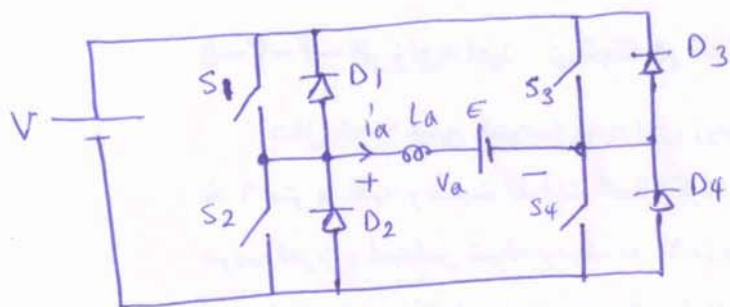 S1 D1 S3 D3
V
ia La E
+ Va −
S2 D2 S4 D4